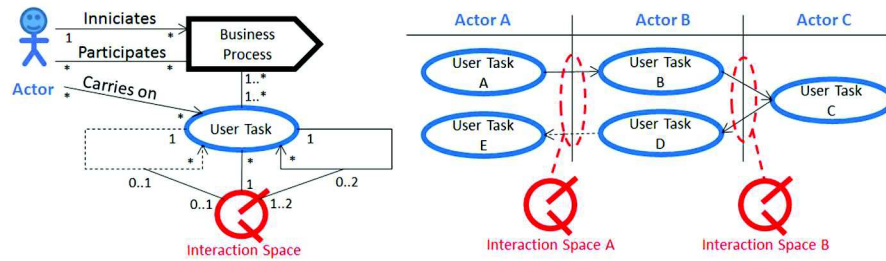 Inniciates
1
*
Participates
*
*
Business
Process
Actor
*
Carries on
*
1..*
1..*
User Task
1
*
*
*
1
0..1
0..2
0..1
1
1..2
Interaction Space
Actor A
Actor B
Actor C
User Task
A
User Task
B
User Task
C
User Task
E
User Task
D
Interaction Space A
Interaction Space B